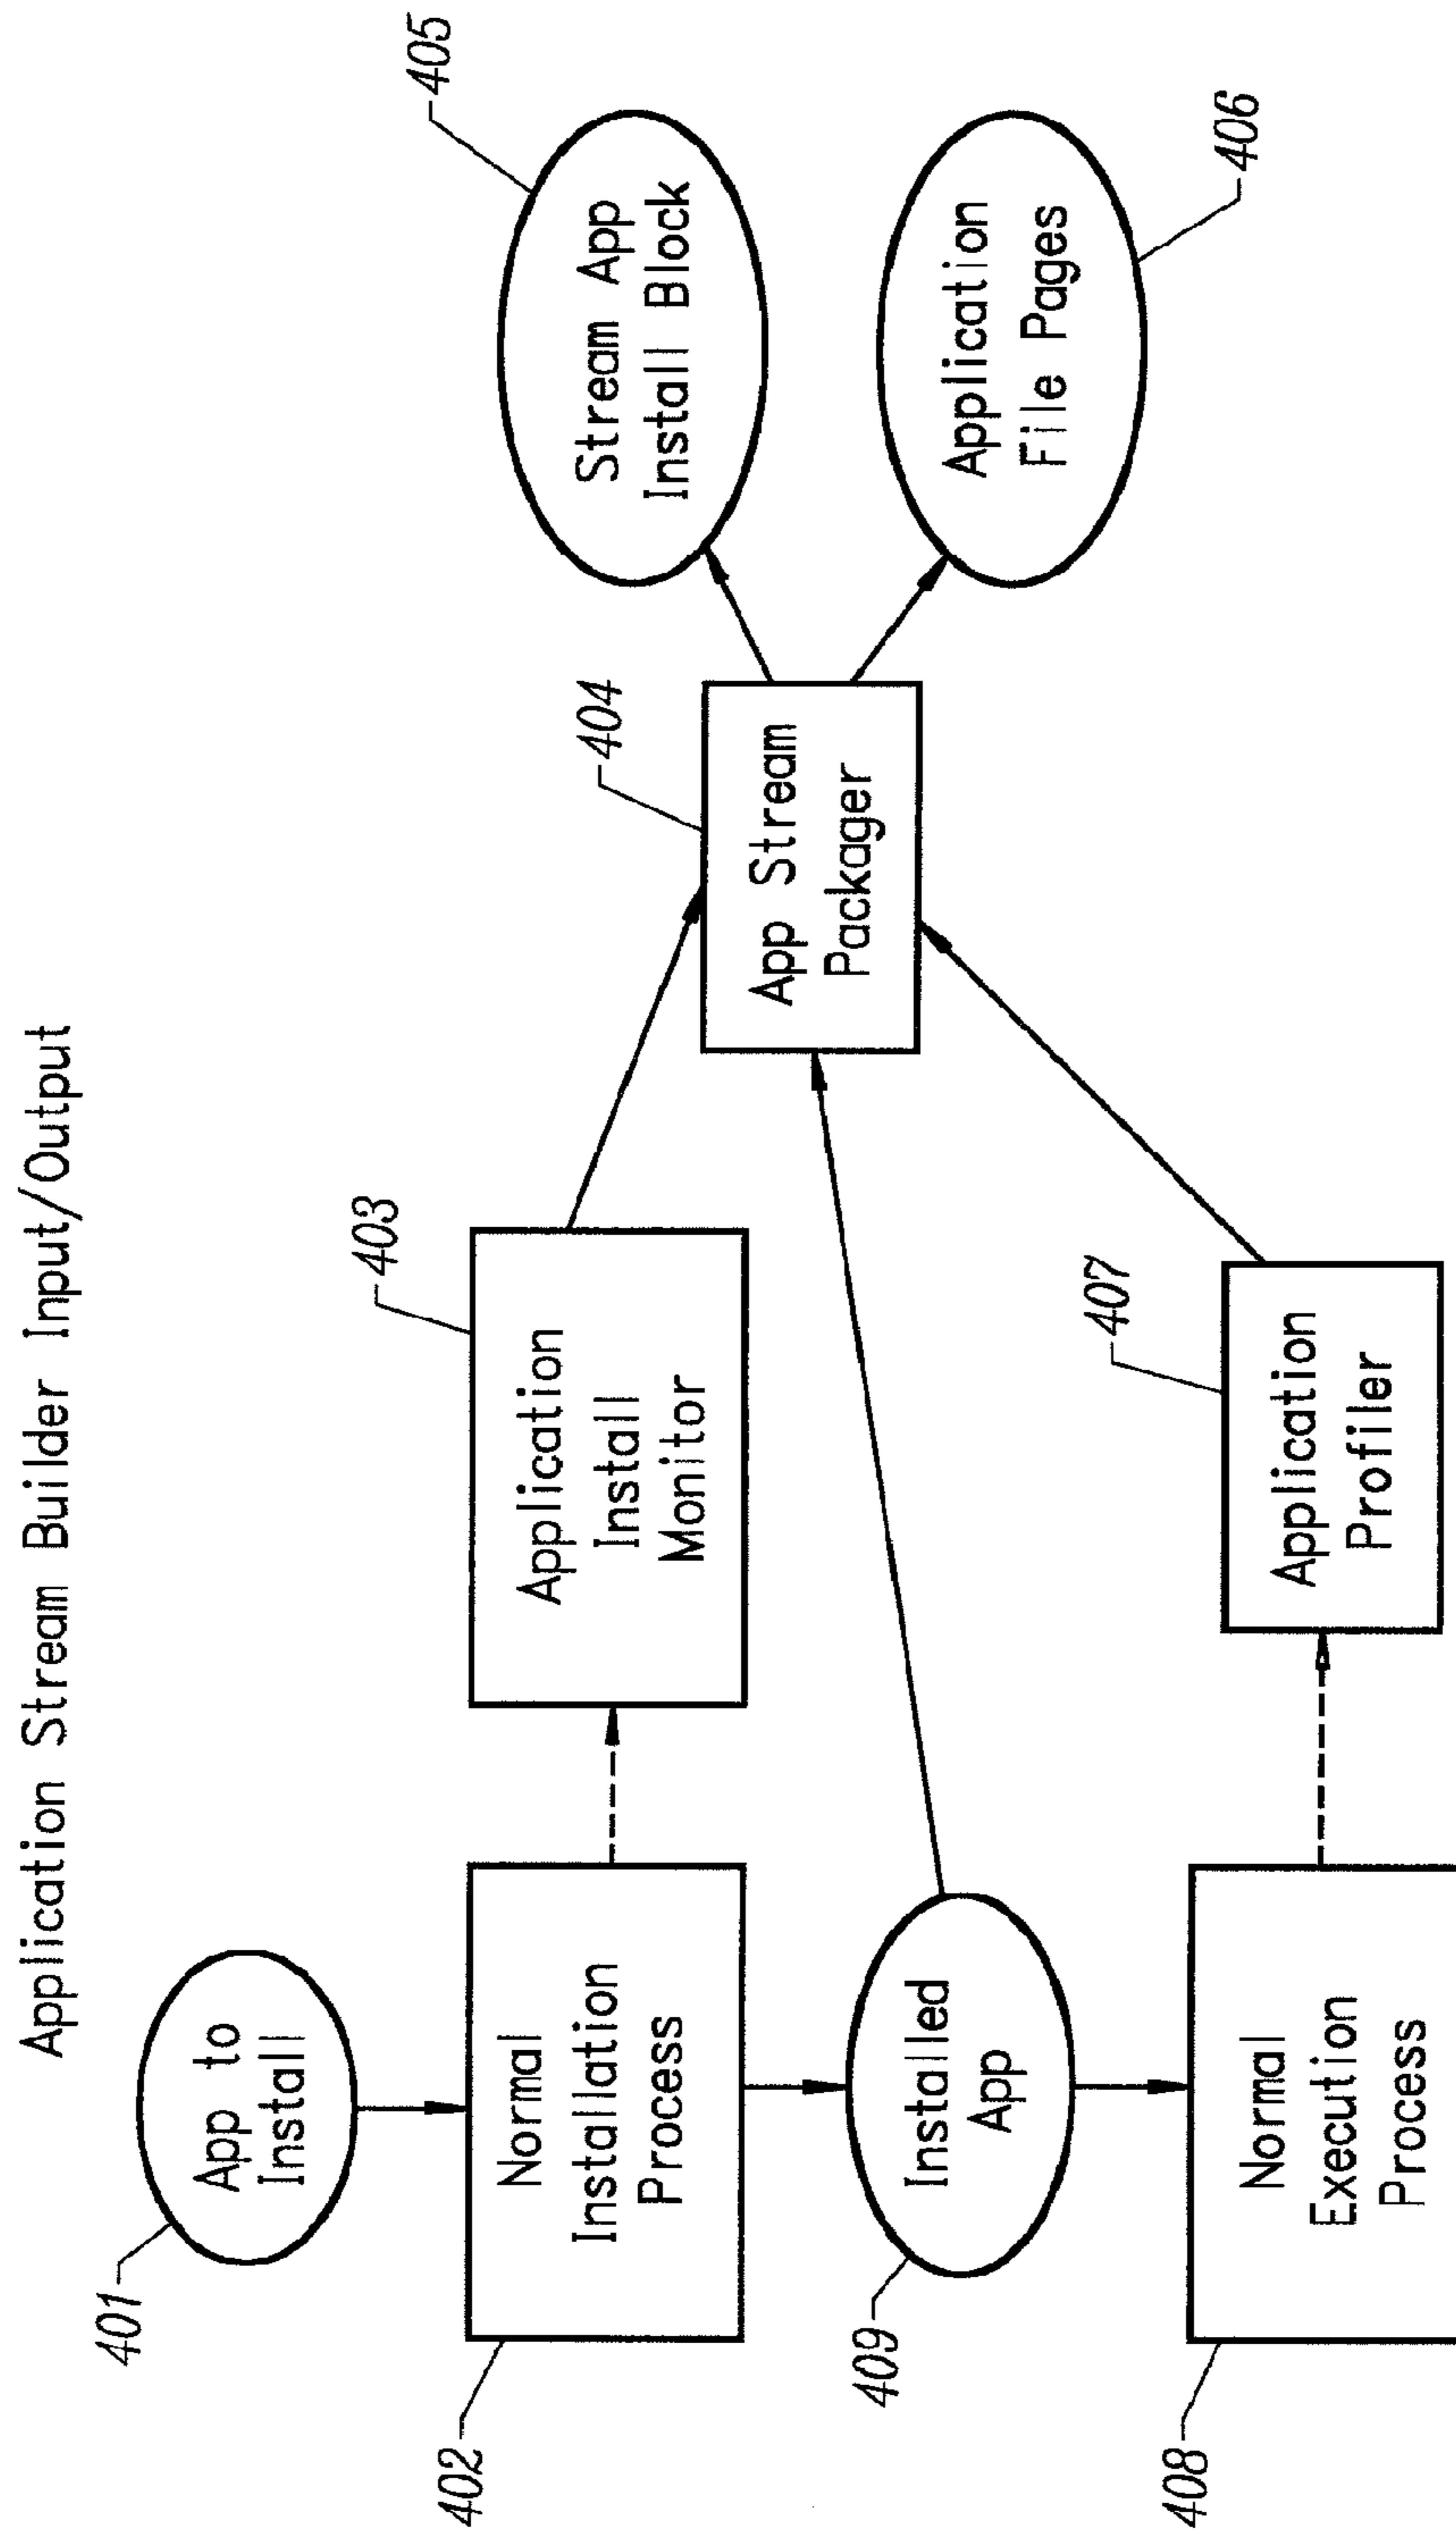 Application Stream Builder Input/Output
401
App to
Install
402
Normal
Installation
Process
403
Application
Install
Monitor
404
App Stream
Packager
405
Stream App
Install Block
406
Application
File Pages
409
Installed
App
407
Application
Profiler
408
Normal
Execution
Process